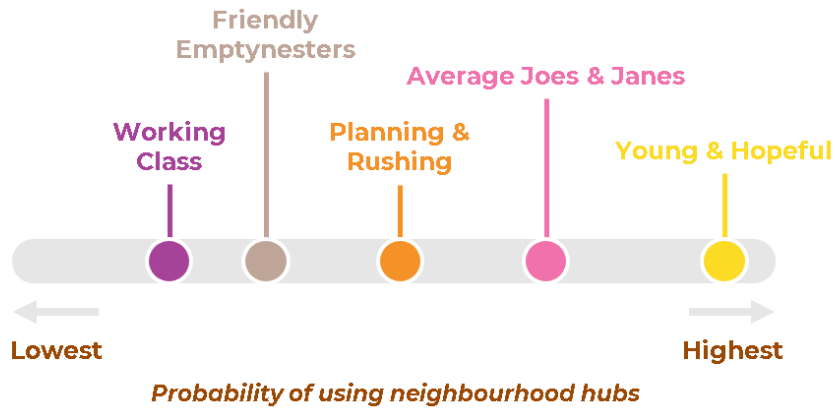 Friendly
Emptynesters
Average Joes & Janes
Working
Class
Planning &
Rushing
Young & Hopeful
Lowest
Highest
Probability of using neighbourhood hubs